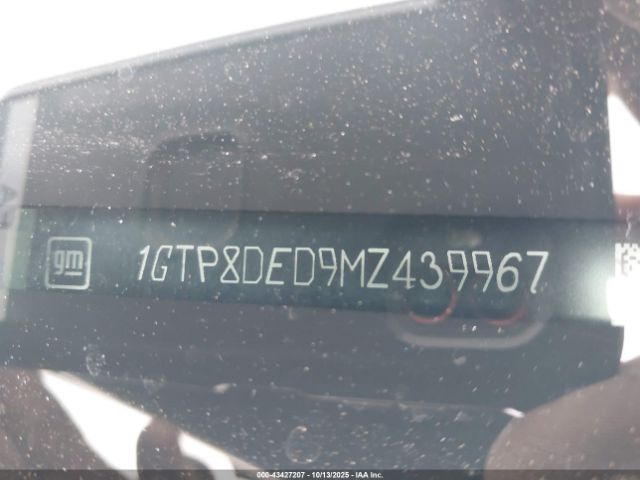 gm 1GTP8DED9MZ439967
000-43427207 - 10/13/2025 - IAA Inc.